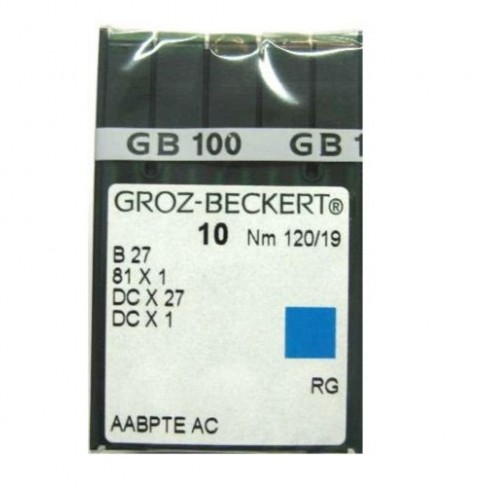 GB 100 GB 1
GROZ-BECKERT®
10 Nm 120/19
B 27
81 X 1
DC X 27
DC X 1
RG
AABPTE AC